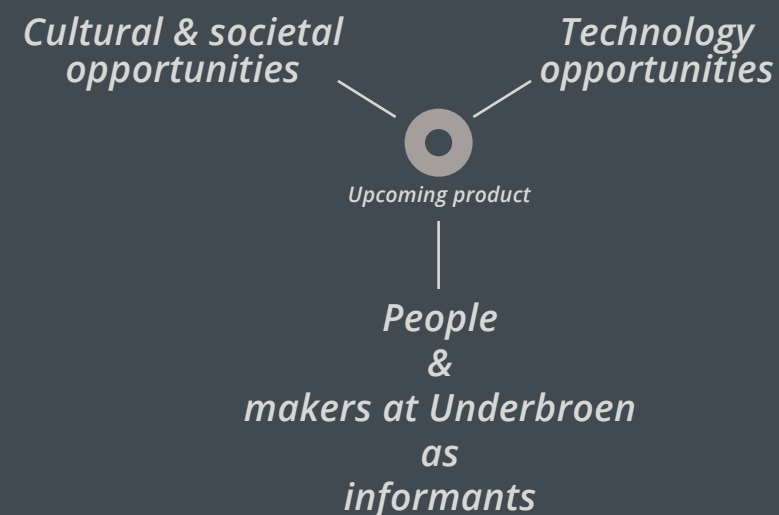 Cultural & societal
opportunities
Technology
opportunities
Upcoming product
People
&
makers at Underbroen
as
informants